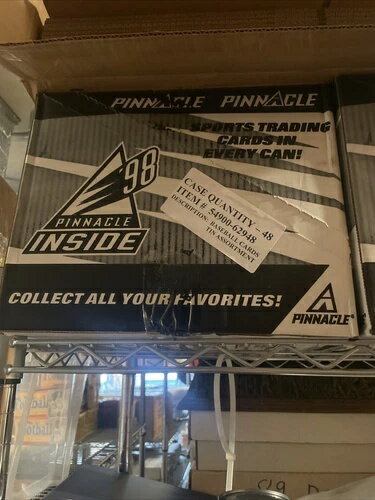 PINNACLE PINNACLE
SPORTS TRADING
CARDS IN
EVERY CAN!
98
PINNACLE
INSIDE
CASE QUANTITY - 48
ITEM # 54900-62948
DESCRIPTION: BASEBALL CARDS
TIN ASSORTMENT
COLLECT ALL YOUR FAVORITES!
PINNACLE